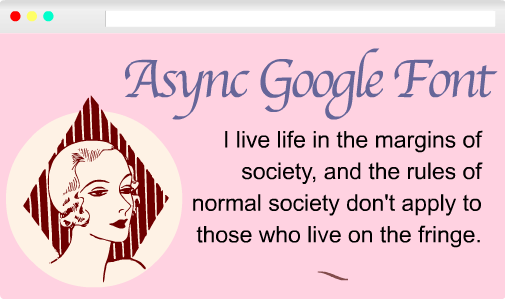 Async Google Font
I live life in the margins of
society, and the rules of
normal society don't apply to
those who live on the fringe.